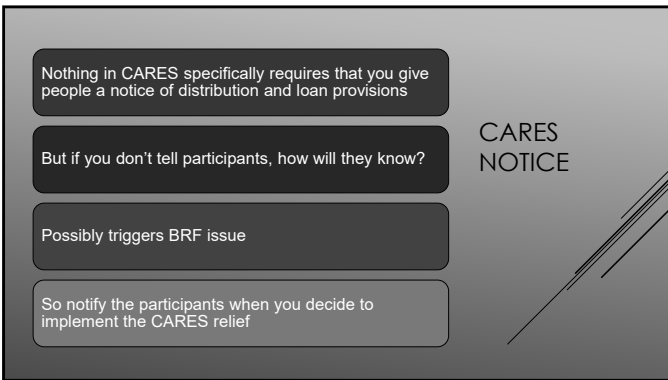 Nothing in CARES specifically requires that you give
people a notice of distribution and loan provisions
But if you don’t tell participants, how will they know?
Possibly triggers BRF issue
So notify the participants when you decide to
implement the CARES relief
CARES
NOTICE